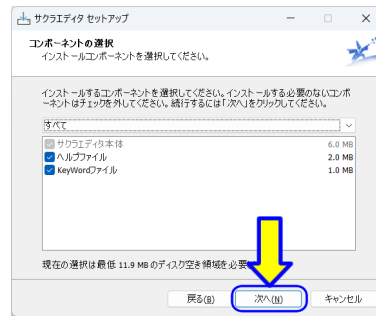 サクラエディタ セットアップ
コンポーネントの選択
インストールコンポーネントを選択してください。
インストールするコンポーネントを選択してください。インストールする必要のないコンポ
ーネントはチェックを外してください。続行するには「次へ」をクリックしてください。
すべて
サクラエディタ本体 6.0 MB
ヘルプファイル 2.0 MB
KeyWordファイル 1.0 MB
現在の選択は最低 11.9 MBのディスク空き領域を必要
戻る(B) 次へ(N) キャンセル